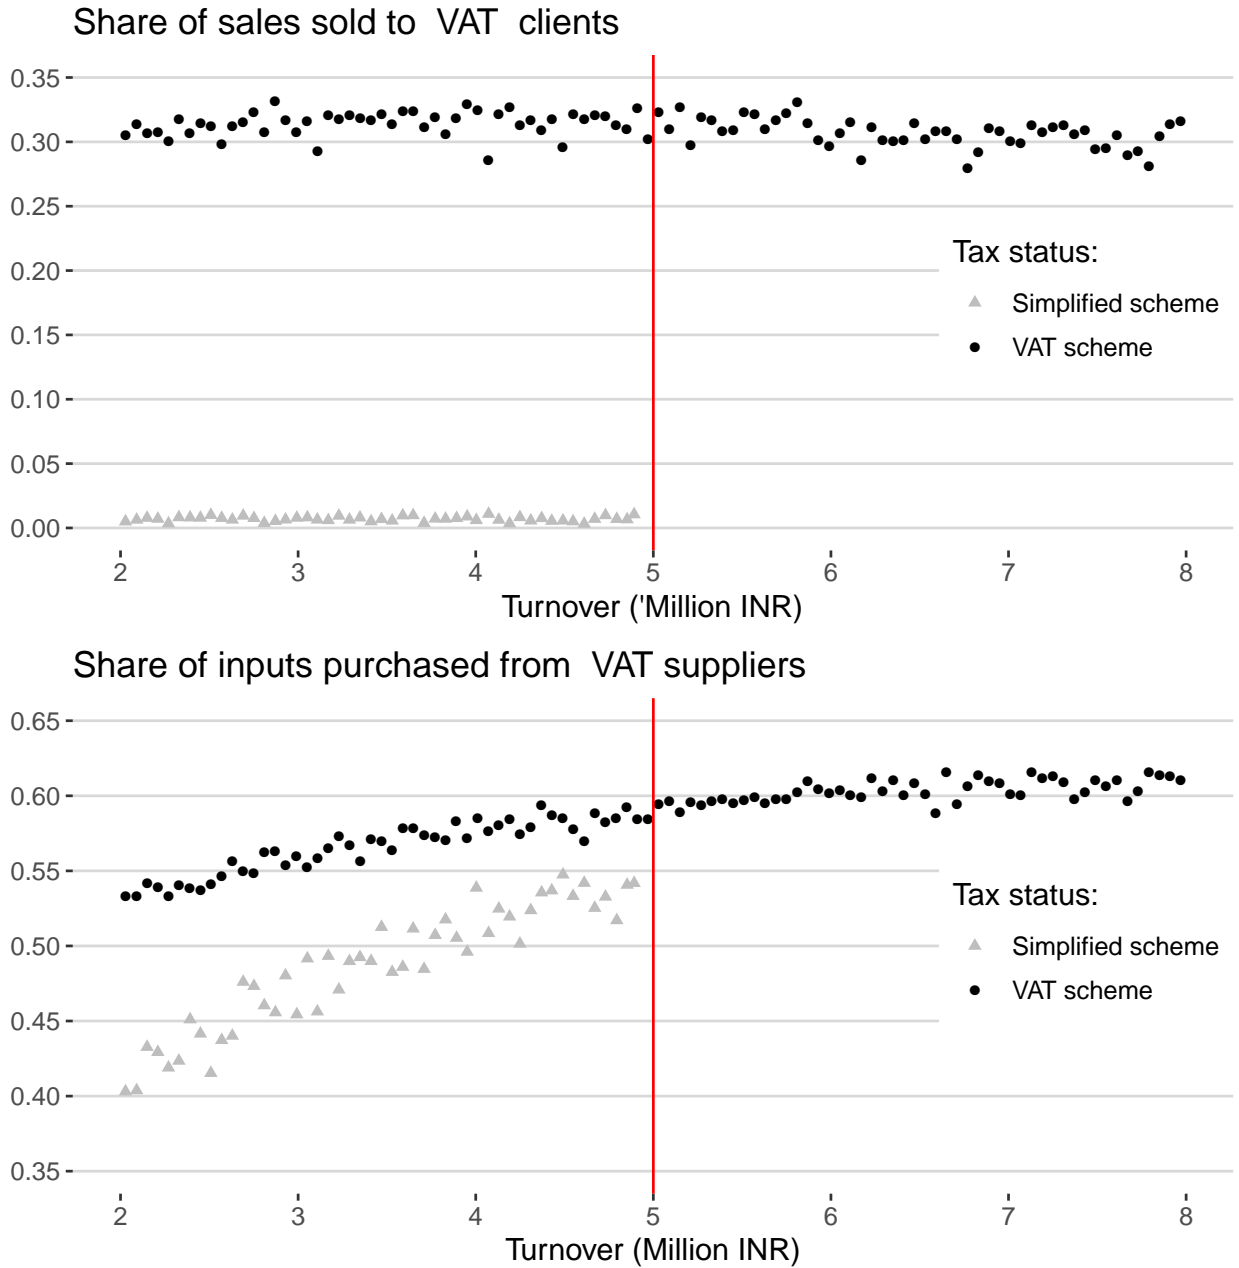 Share of sales sold to  VAT  clients
0.35
0.30
0.25
0.20
0.15
0.10
0.05
0.00
Tax status:
Simplified scheme
VAT scheme
2 3 4 5 6 7 8
Turnover ('Million INR)
Share of inputs purchased from  VAT suppliers
0.65
0.60
0.55
0.50
0.45
0.40
0.35
Tax status:
Simplified scheme
VAT scheme
2 3 4 5 6 7 8
Turnover (Million INR)